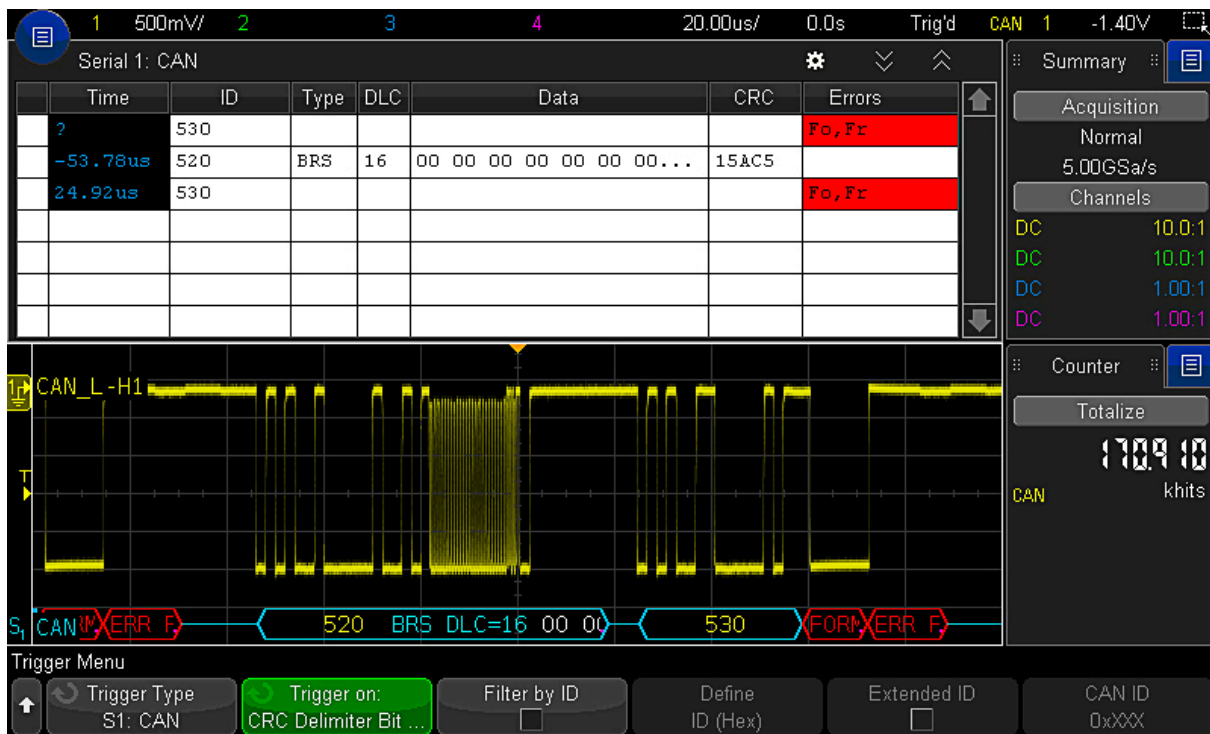 1 500mV/ 2 3 4 20.00us/ 0.0s Trig'd CAN 1 -1.40V
Serial 1: CAN
Time ID Type DLC Data CRC Errors
? 530 Fo,Fr
-53.78us 520 BRS 16 00 00 00 00 00 00 00... 15AC5
24.92us 530 Fo,Fr
Summary
Acquisition
Normal
5.00GSa/s
Channels
DC 10.0:1
DC 10.0:1
DC 1.00:1
DC 1.00:1
1 CAN_L-H1
T
S1 CAN ERR F 520 BRS DLC=16 00 00 530 FORM ERR F
Counter
Totalize
170.910
CAN khits
Trigger Menu
Trigger Type
S1: CAN
Trigger on:
CRC Delimiter Bit ...
Filter by ID
Define
ID (Hex)
Extended ID
CAN ID
0xXXX